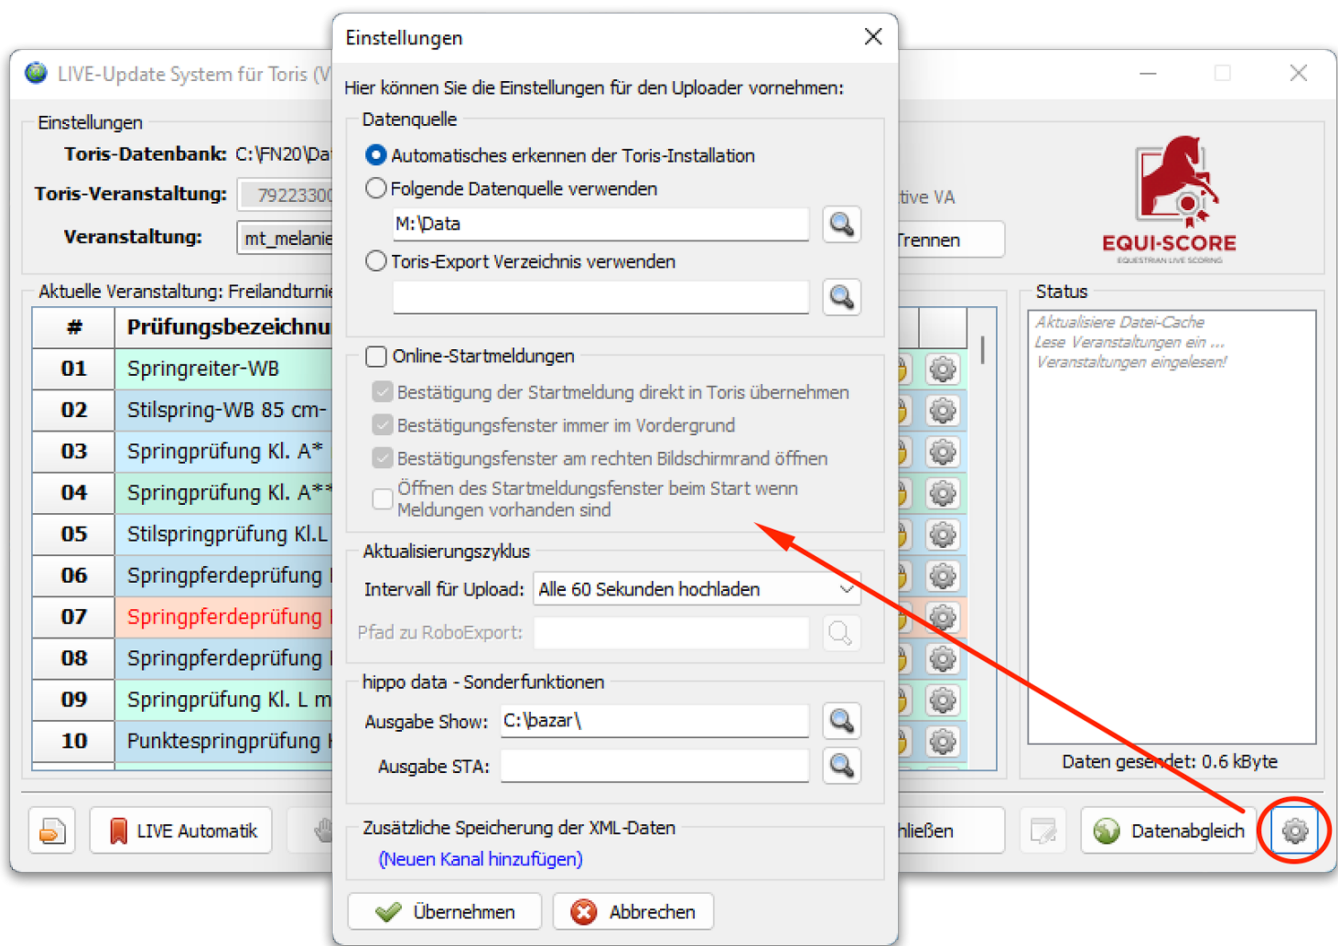 Einstellungen
Hier können Sie die Einstellungen für den Uploader vornehmen:
Datenquelle
Automatisches erkennen der Toris-Installation
Folgende Datenquelle verwenden
M:\Data
Toris-Export Verzeichnis verwenden
Online-Startmeldungen
Bestätigung der Startmeldung direkt in Toris übernehmen
Bestätigungsfenster immer im Vordergrund
Bestätigungsfenster am rechten Bildschirmrand öffnen
Öffnen des Startmeldungsfenster beim Start wenn
Meldungen vorhanden sind
Aktualisierungszyklus
Intervall für Upload: Alle 60 Sekunden hochladen
Pfad zu RoboExport:
hippo data - Sonderfunktionen
Ausgabe Show: C:\bazar\
Ausgabe STA:
Zusätzliche Speicherung der XML-Daten
(Neuen Kanal hinzufügen)
Übernehmen Abbrechen
LIVE-Update System für Toris (V
Einstellungen
Toris-Datenbank: C:\FN20\Da
Toris-Veranstaltung: 79223300
tive VA
Veranstaltung: mt_melanie
Trennen
EQUI-SCORE
EQUESTRIAN LIVE SCORING
Aktuelle Veranstaltung: Freilandturnie
# Prüfungsbezeichnu
01 Springreiter-WB
02 Stilspring-WB 85 cm-
03 Springprüfung Kl. A*
04 Springprüfung Kl. A**
05 Stilspringprüfung Kl.L
06 Springpferdeprüfung
07 Springpferdeprüfung
08 Springpferdeprüfung
09 Springprüfung Kl. L m
10 Punktespringprüfung
Status
Aktualisiere Datei-Cache
Lese Veranstaltungen ein ...
Veranstaltungen eingelesen!
Daten gesendet: 0.6 kByte
LIVE Automatik
hließen
Datenabgleich